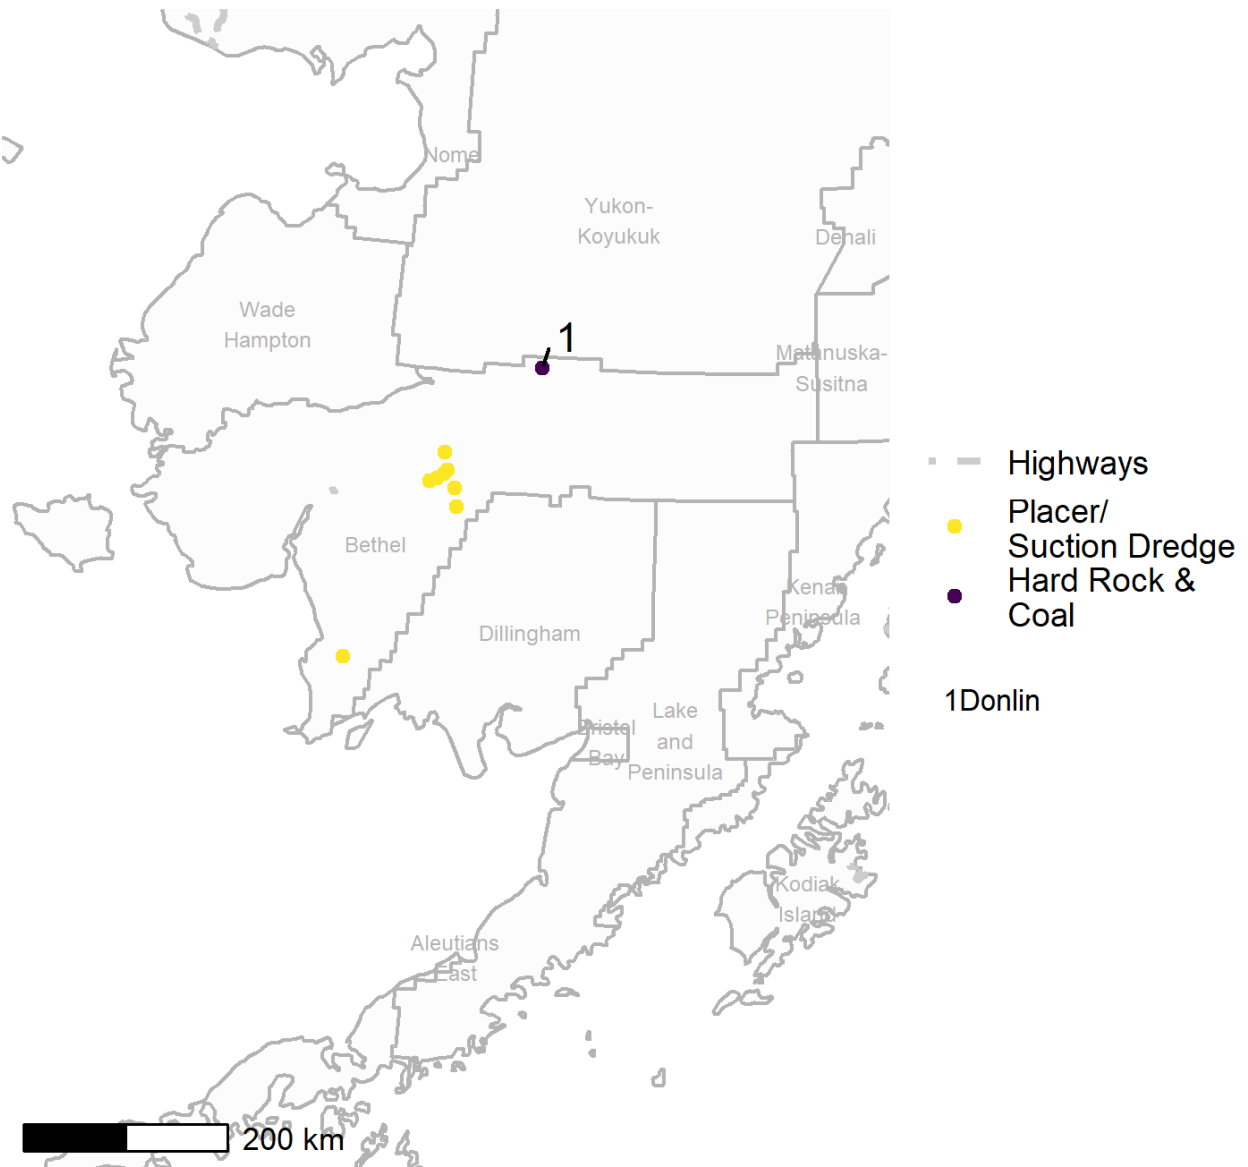 Nome
Yukon-
Koyukuk
Denali
Wade
Hampton
1
Matanuska-
Susitna
Bethel
Kenai
Peninsula
Dillingham
Bristol
Bay
Lake
and
Peninsula
Kodiak
Island
Aleutians
East
200 km
Highways
Placer/
Suction Dredge
Hard Rock &
Coal
1Donlin